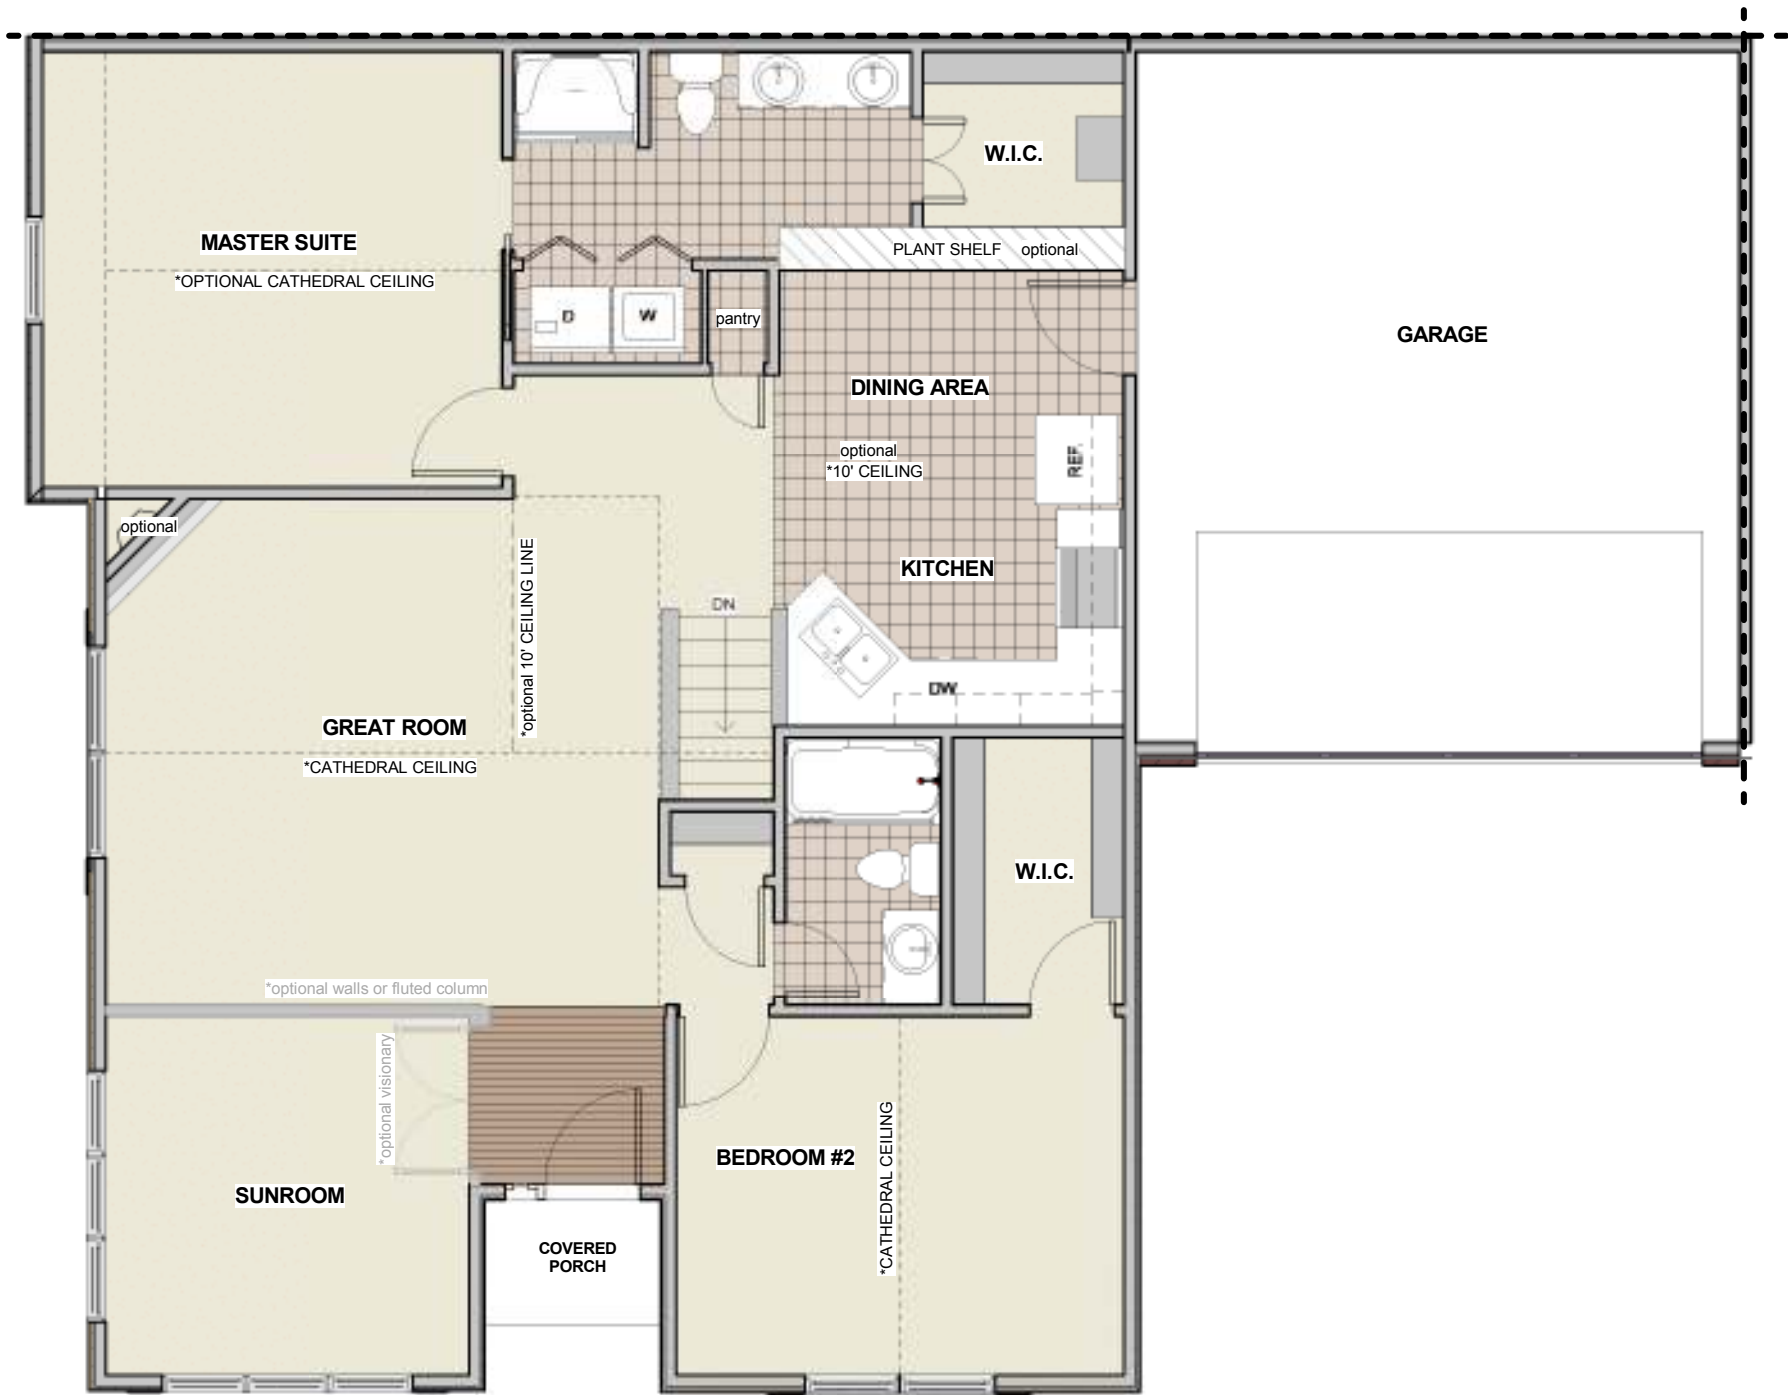 W.I.C.
MASTER SUITE
*OPTIONAL CATHEDRAL CEILING
PLANT SHELF optional
D
W
pantry
GARAGE
DINING AREA
optional
*10' CEILING
REF.
optional
*optional 10' CEILING LINE
KITCHEN
DN
DW
GREAT ROOM
*CATHEDRAL CEILING
W.I.C.
*optional walls or fluted column
*optional visionary
BEDROOM #2
*CATHEDRAL CEILING
SUNROOM
COVERED
PORCH